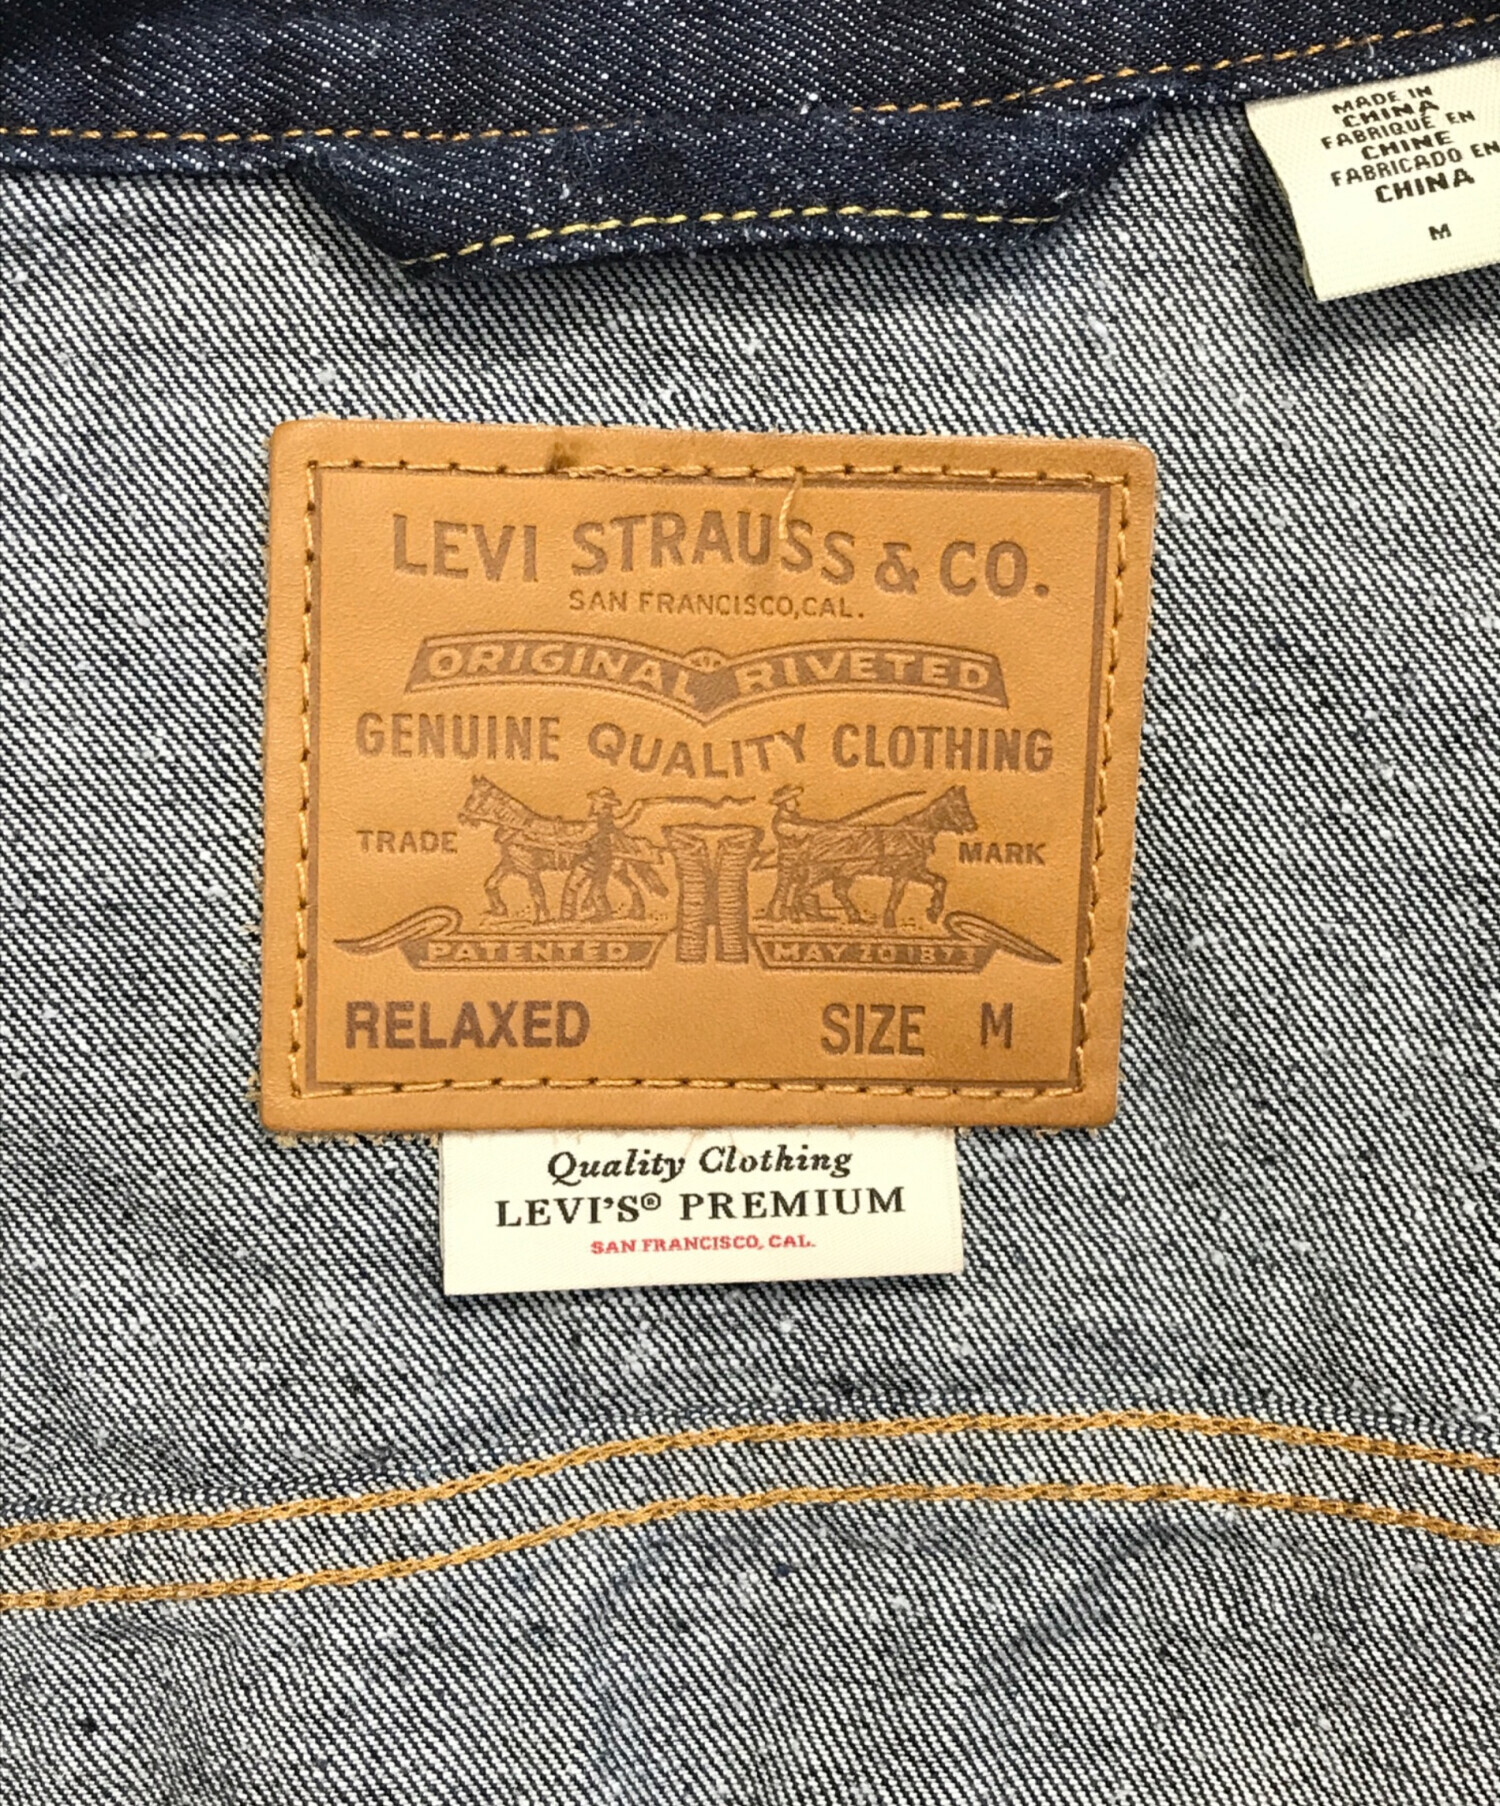 MADE IN
CHINA
FABRIQUÉ EN
CHINE
FABRICADO EN
CHINA
M
LEVI STRAUSS & CO.
SAN FRANCISCO, CAL.
ORIGINAL RIVETED
GENUINE QUALITY CLOTHING
TRADE MARK
PATENTED MAY 20 1873
RELAXED SIZE M
Quality Clothing
LEVI'S® PREMIUM
SAN FRANCISCO, CAL.